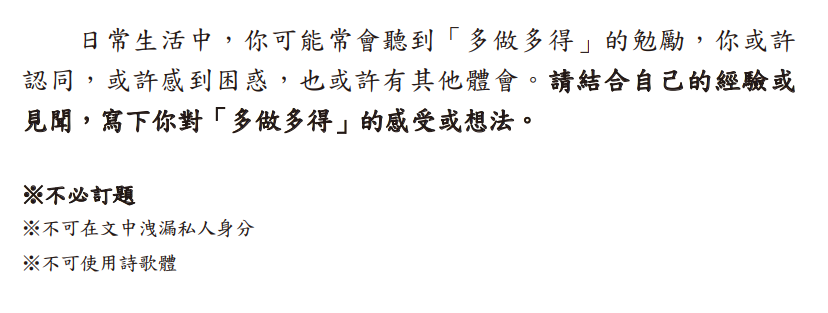 日常生活中，你可能常會聽到「多做多得」的勉勵，你或許
認同，或許感到困惑，也或許有其他體會。請結合自己的經驗或
見聞，寫下你對「多做多得」的感受或想法。
※不必訂題
※不可在文中洩漏私人身分
※不可使用詩歌體